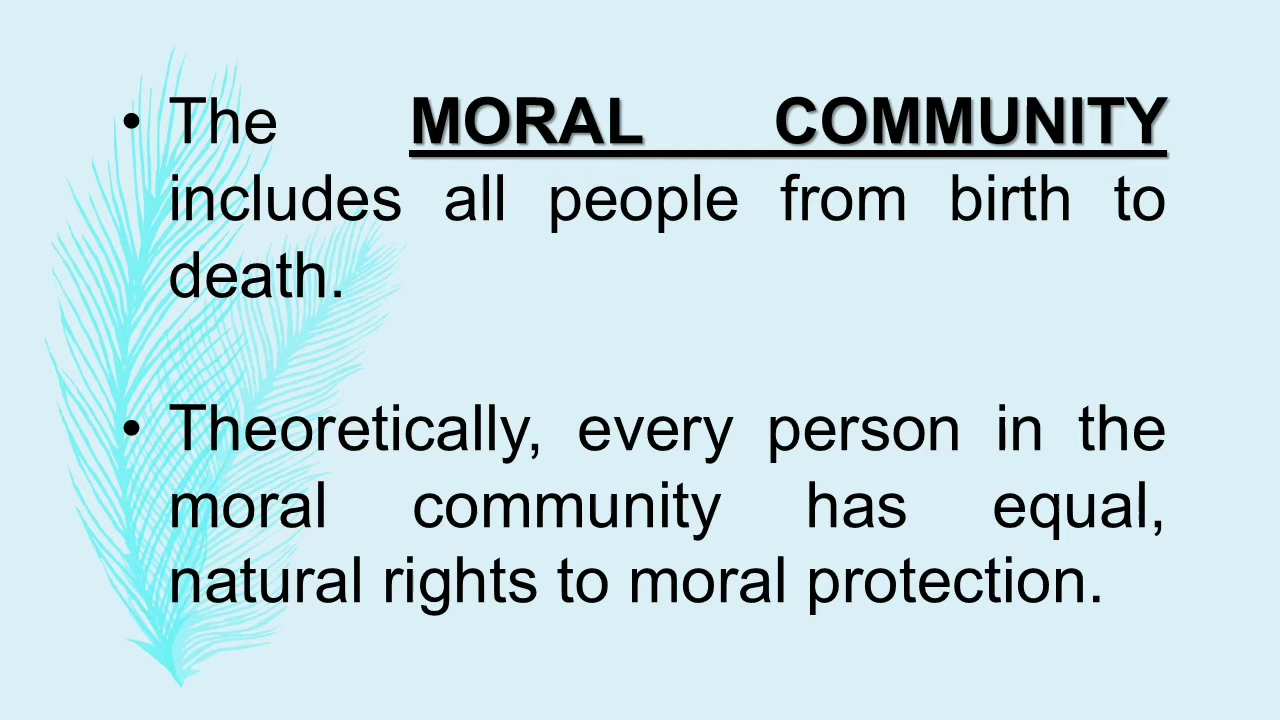 • The MORAL COMMUNITY
includes all people from birth to
death.
• Theoretically, every person in the
moral community has equal,
natural rights to moral protection.